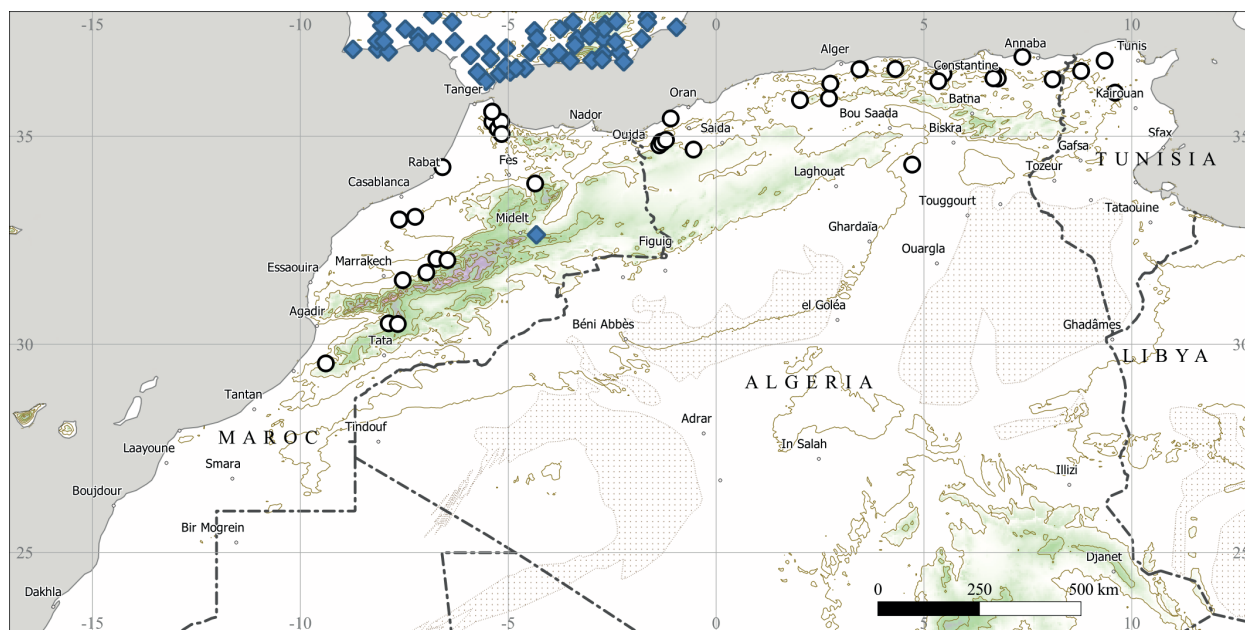 -15 -10 -5 0 5 10
Tanger
Alger
Annaba
Tunis
Constantine
Oran
Batna
Kairouan
Nador
Bou Saada
35
Oujda
Saida
Biskra
Sfax
35
Rabat
Fes
Gafsa
TUNISIA
Casablanca
Laghouat
Tozeur
Midelt
Touggourt
Tataouine
Ghardaïa
Figuig
Ouargla
Essaouira
Marrakech
Agadir
el Goléa
Béni Abbès
Ghadâmes
30
Tata
30
LIBYA
ALGERIA
Tantan
Adrar
Tindouf
MAROC
In Salah
Laayoune
Smara
Illizi
Boujdour
Bir Mogrein
25
25
Djanet
Dakhla
0 250 500 km
-15 -10 -5 0 5 10